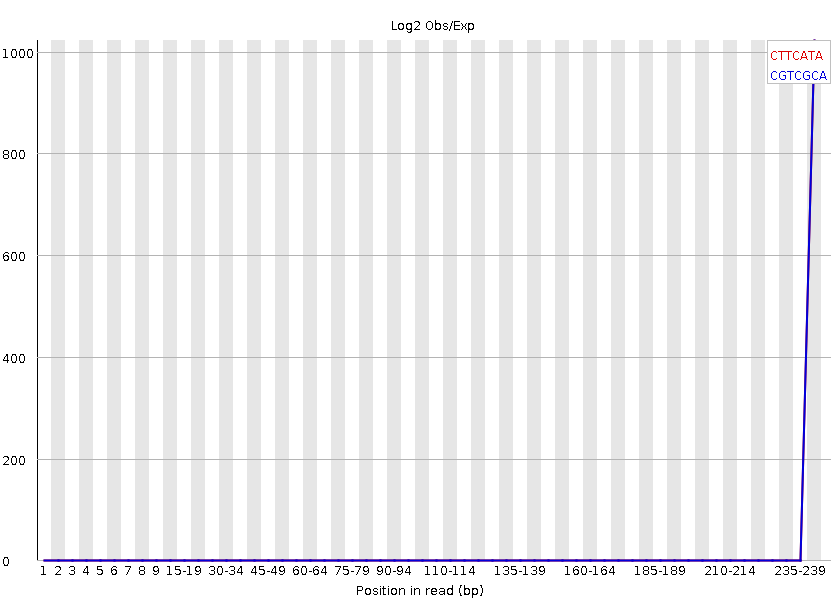 Log2 Obs/Exp
1000
800
600
400
200
0
CTTCATA
CGTCGCA
1 2 3 4 5 6 7 8 9 15-19 30-34 45-49 60-64 75-79 90-94 110-114 135-139 160-164 185-189 210-214 235-239
Position in read (bp)